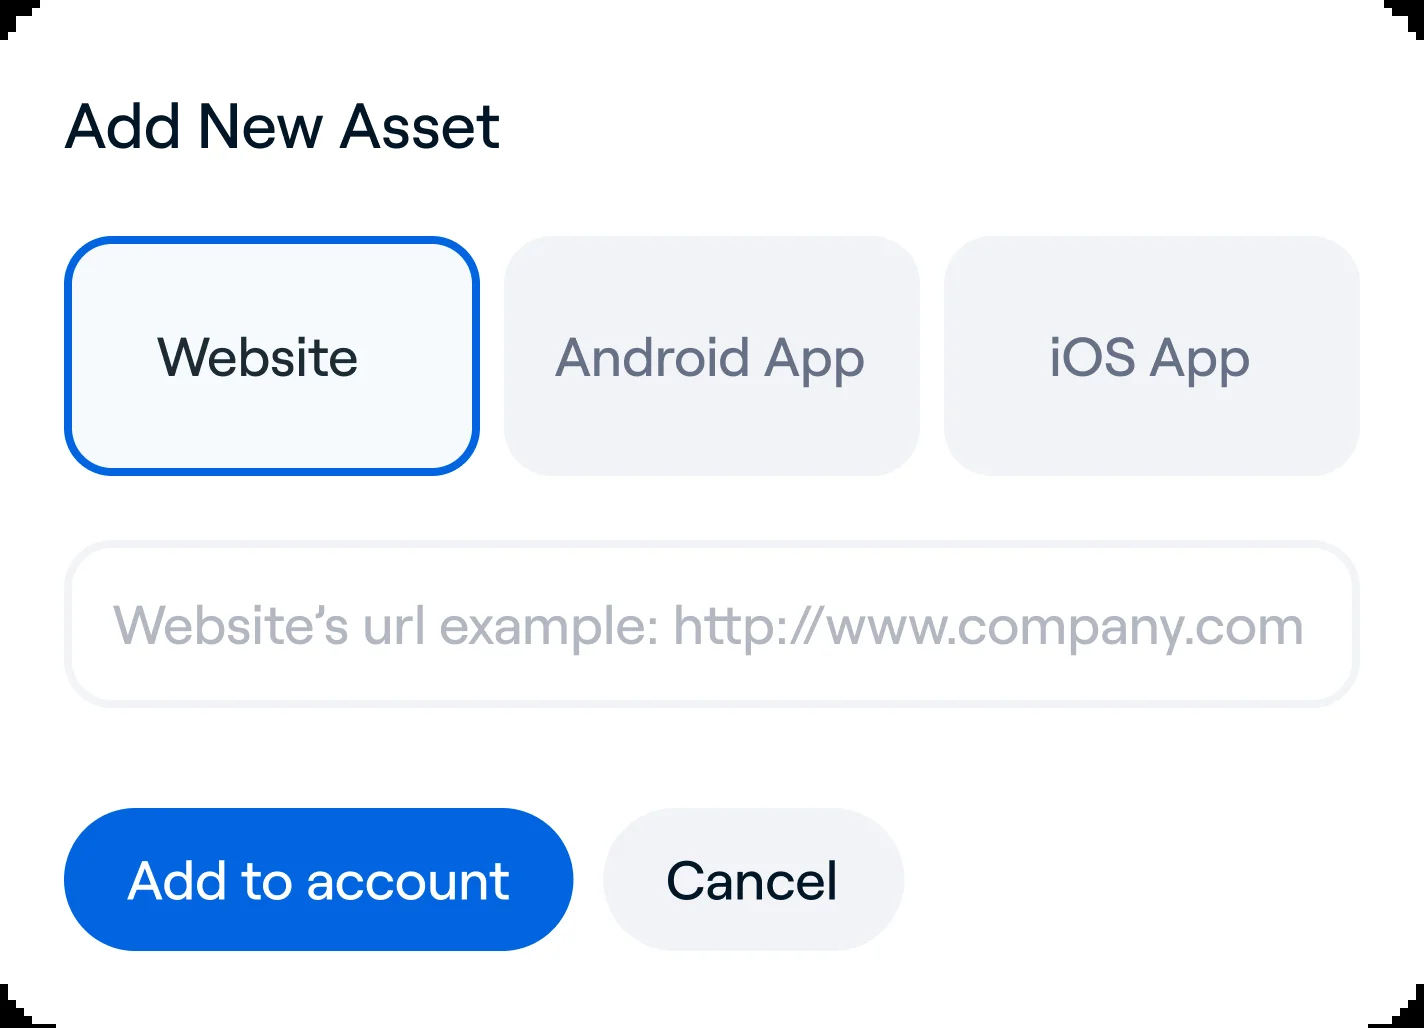 Add New Asset
Website
Android App
iOS App
Website’s url example: http://www.company.com
Add to account
Cancel